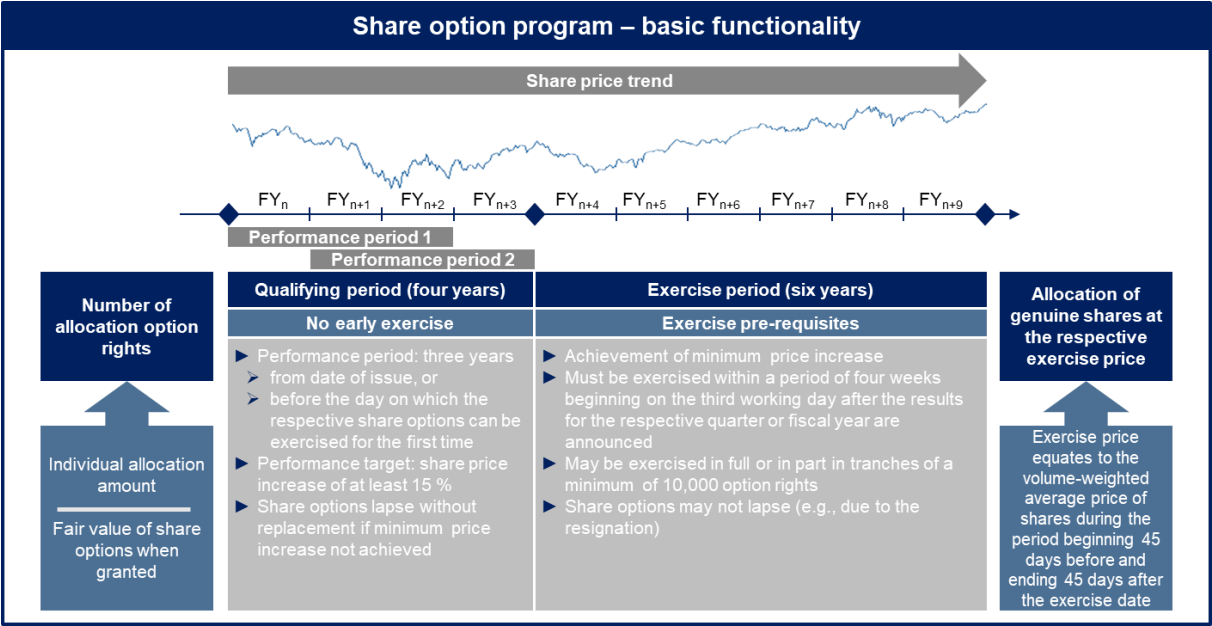 Share option program – basic functionality
Share price trend
FYn
FYn+1
FYn+2
FYn+3
FYn+4
FYn+5
FYn+6
FYn+7
FYn+8
FYn+9
Performance period 1
Performance period 2
Number of
allocation option
rights
Individual allocation
amount
Fair value of share
options when
granted
Qualifying period (four years)
No early exercise
► Performance period: three years
➢ from date of issue, or
➢ before the day on which the
respective share options can be
exercised for the first time
► Performance target: share price
increase of at least 15 %
► Share options lapse without
replacement if minimum price
increase not achieved
Exercise period (six years)
Exercise pre-requisites
► Achievement of minimum price increase
► Must be exercised within a period of four weeks
beginning on the third working day after the results
for the respective quarter or fiscal year are
announced
► May be exercised in full or in part in tranches of a
minimum of 10,000 option rights
► Share options may not lapse (e.g., due to the
resignation)
Allocation of
genuine shares at
the respective
exercise price
Exercise price
equates to the
volume-weighted
average price of
shares during the
period beginning 45
days before and
ending 45 days after
the exercise date